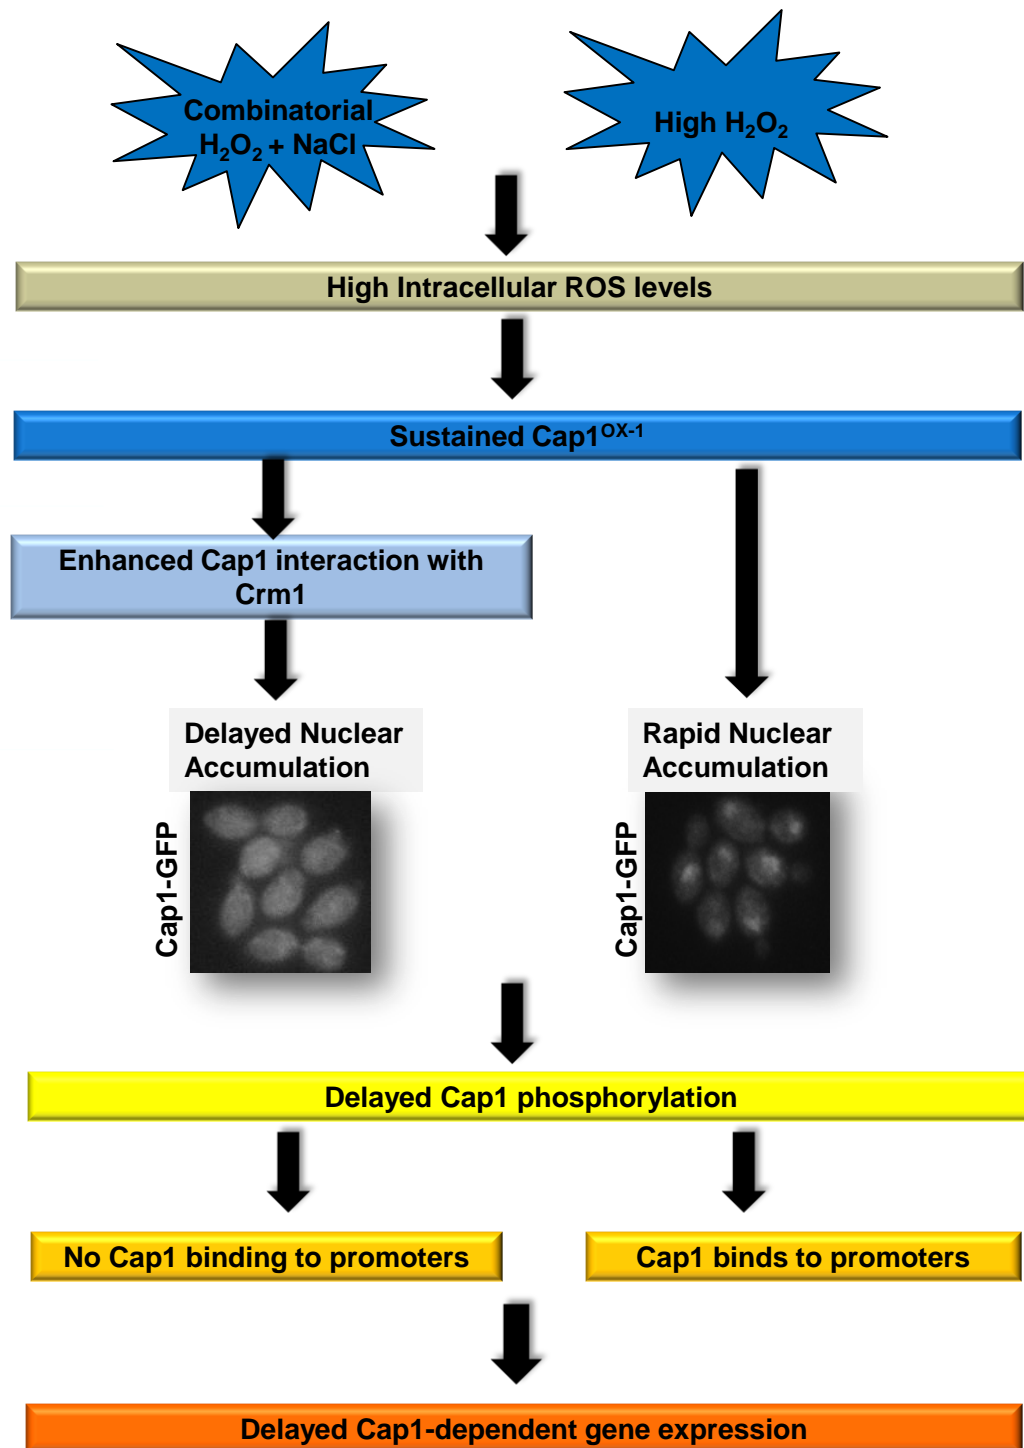 Combinatorial
H₂O₂ + NaCl
High H₂O₂
High Intracellular ROS levels
Sustained Cap1ᴼˣ⁻¹
Enhanced Cap1 interaction with
Crm1
Delayed Nuclear
Accumulation
Rapid Nuclear
Accumulation
Cap1-GFP
Cap1-GFP
Delayed Cap1 phosphorylation
No Cap1 binding to promoters
Cap1 binds to promoters
Delayed Cap1-dependent gene expression